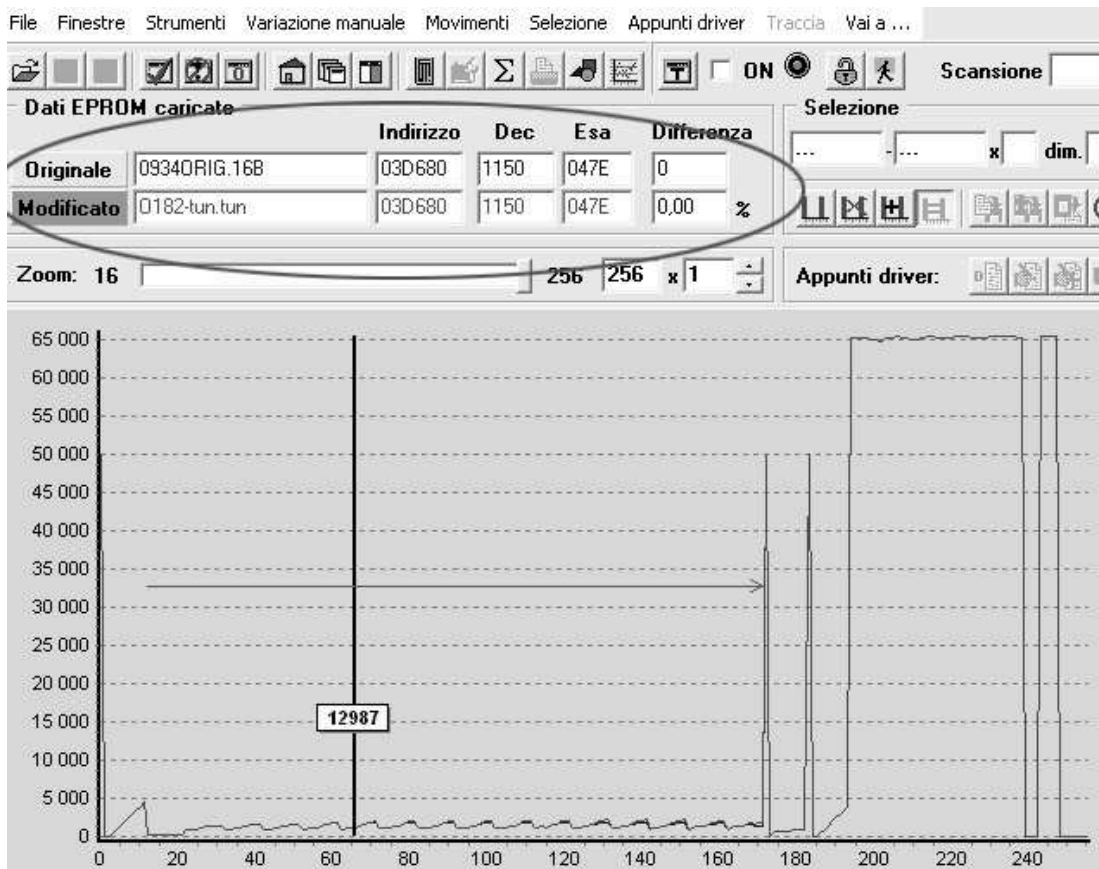 File Finestre Strumenti Variazione manuale Movimenti Selezione Appunti driver Traccia Vai a ...
ON Scansione
Dati EPROM caricate Selezione
Indirizzo Dec Esa Differenza
--- - --- x dim.
Originale 0934ORIG.16B 03D680 1150 047E 0
Modificato O182-tun.tun 03D680 1150 047E 0,00 %
Zoom: 16 256 256 x 1 Appunti driver:
65 000
60 000
55 000
50 000
45 000
40 000
35 000
30 000
25 000
20 000
15 000
12987
10 000
5 000
0
0 20 40 60 80 100 120 140 160 180 200 220 240